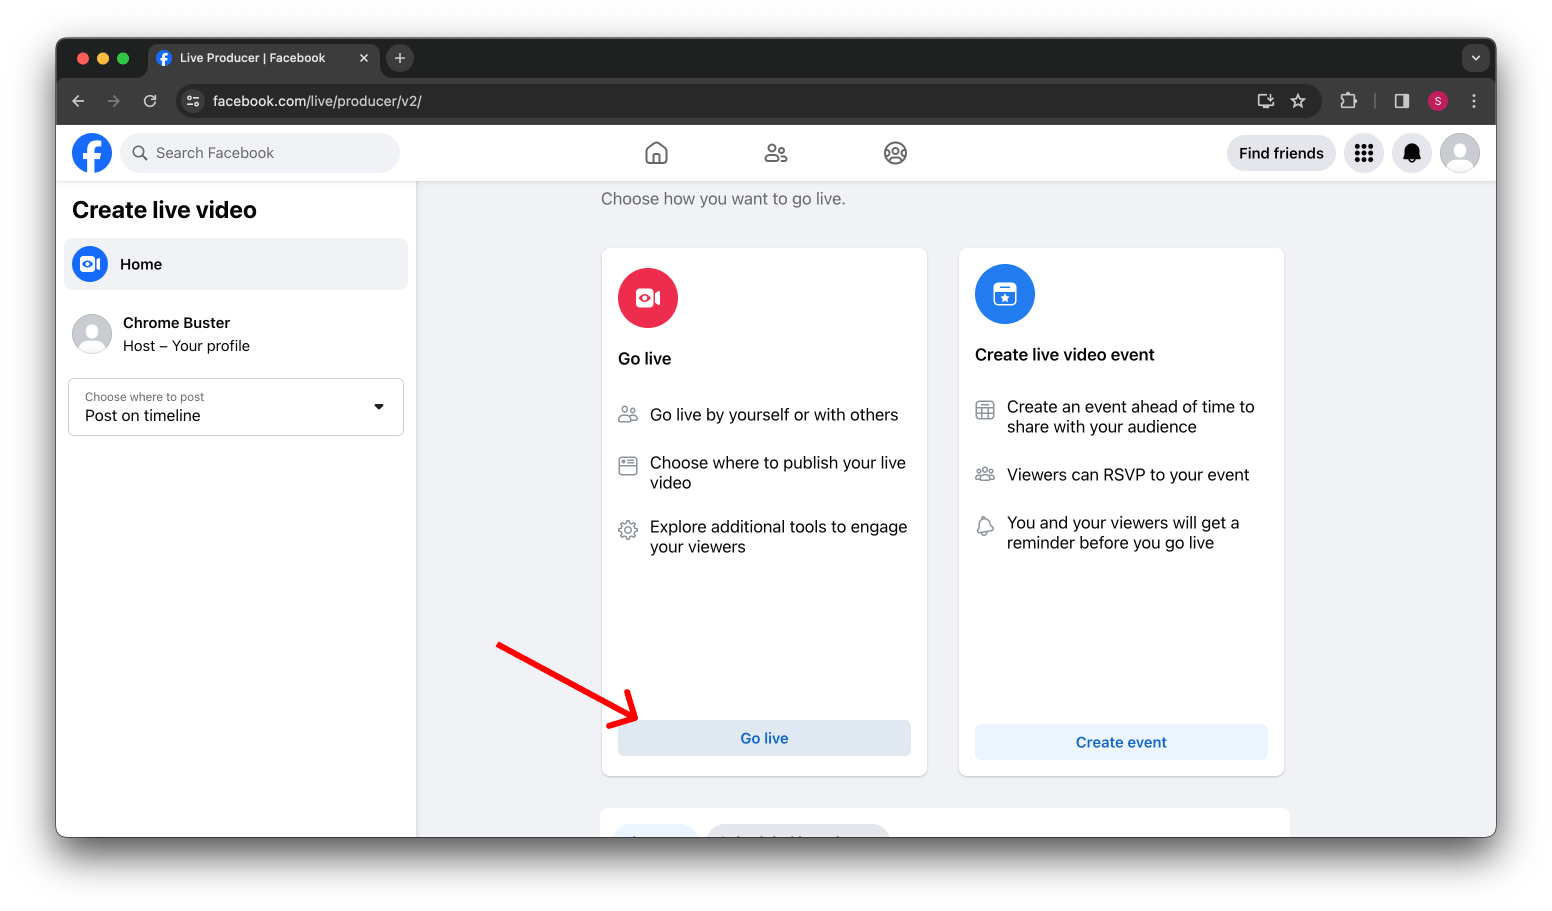 Live Producer | Facebook
facebook.com/live/producer/v2/
S
Search Facebook
Find friends
Create live video
Home
Chrome Buster
Host – Your profile
Choose where to post
Post on timeline
Choose how you want to go live.
Go live
Go live by yourself or with others
Choose where to publish your live
video
Explore additional tools to engage
your viewers
Go live
Create live video event
Create an event ahead of time to
share with your audience
Viewers can RSVP to your event
You and your viewers will get a
reminder before you go live
Create event